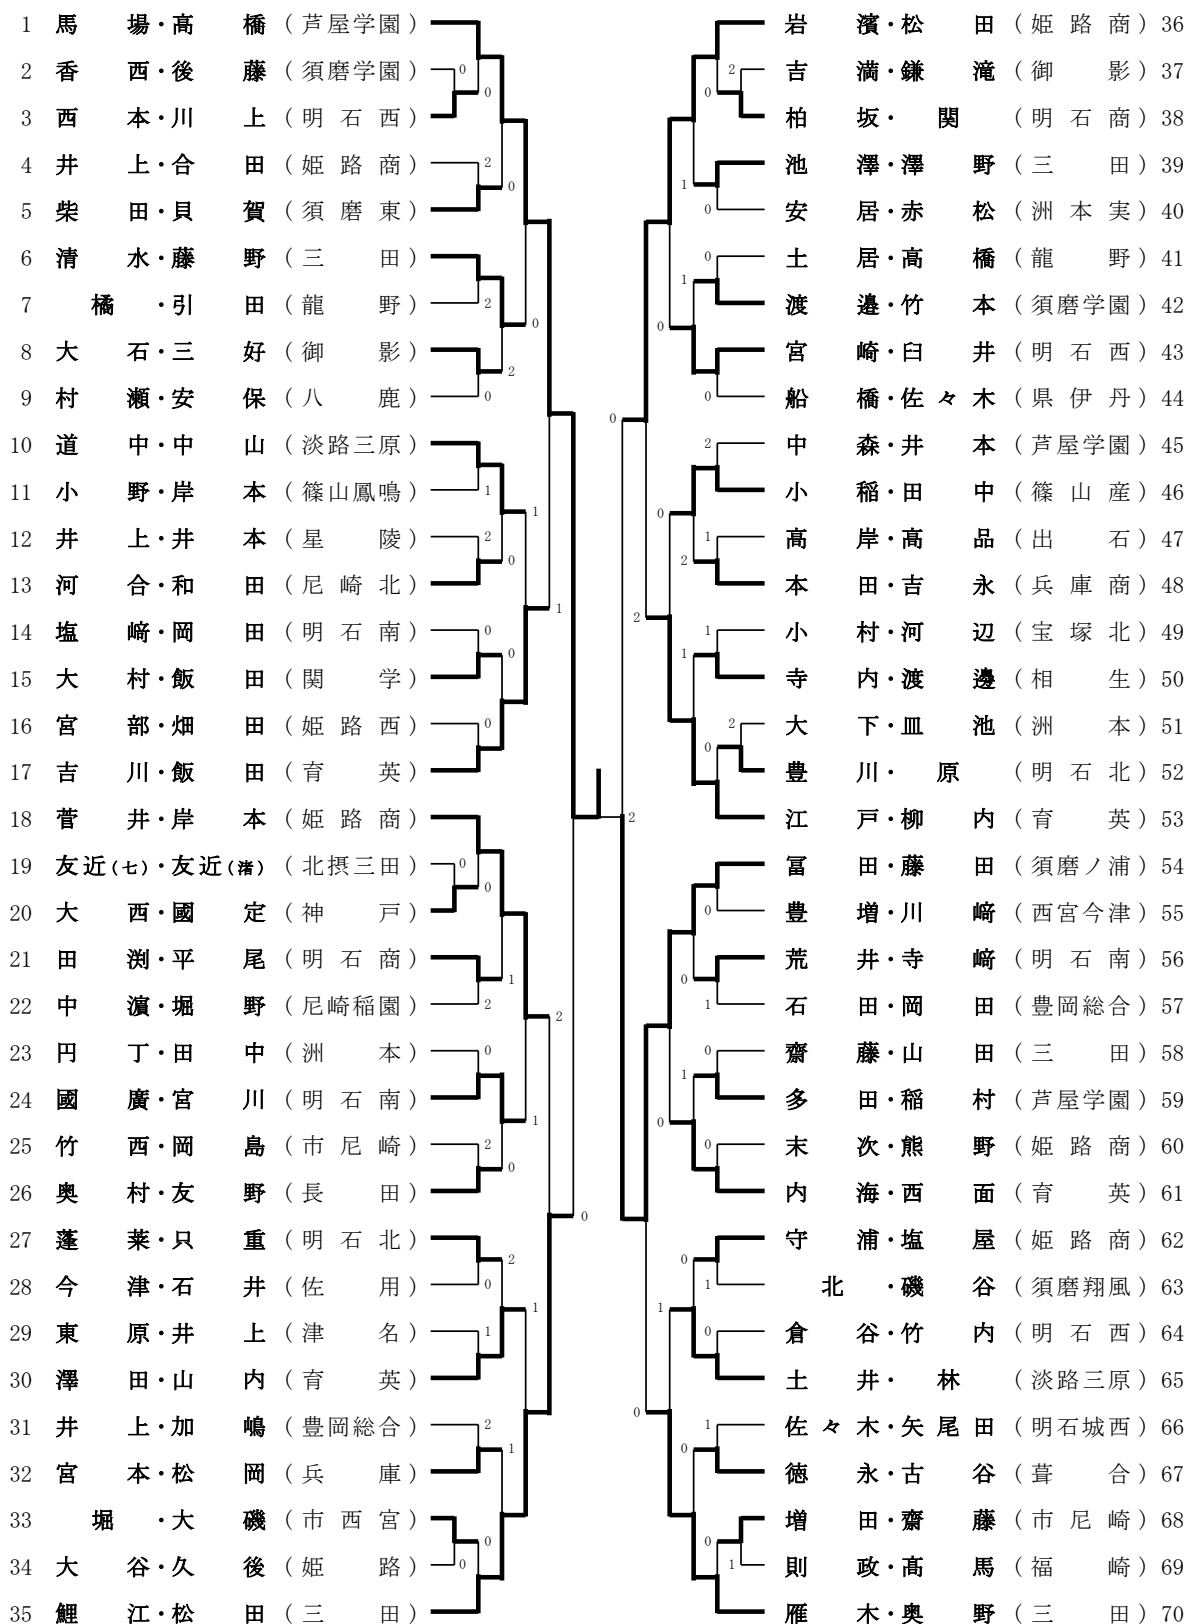 1 馬場・高橋 (芦屋学園)
2 香西・後藤 (須磨学園)
3 西本・川上 (明石西)
4 井上・合田 (姫路商)
5 柴田・貝賀 (須磨東)
6 清水・藤野 (三田)
7 橘・引田 (龍野)
8 大石・三好 (御影)
9 村瀬・安保 (八鹿)
10 道中・中山 (淡路三原)
11 小野・岸本 (篠山鳳鳴)
12 井上・井本 (星陵)
13 河合・和田 (尼崎北)
14 塩﨑・岡田 (明石南)
15 大村・飯田 (関学)
16 宮部・畑田 (姫路西)
17 吉川・飯田 (育英)
18 菅井・岸本 (姫路商)
19 友近(七)・友近(渚) (北摂三田)
20 大西・國定 (神戸)
21 田渕・平尾 (明石商)
22 中濵・堀野 (尼崎稲園)
23 円丁・田中 (洲本)
24 國廣・宮川 (明石南)
25 竹西・岡島 (市尼崎)
26 奥村・友野 (長田)
27 蓬莱・只重 (明石北)
28 今津・石井 (佐用)
29 東原・井上 (津名)
30 澤田・山内 (育英)
31 井上・加嶋 (豊岡総合)
32 宮本・松岡 (兵庫)
33 堀・大磯 (市西宮)
34 大谷・久後 (姫路)
35 鯉江・松田 (三田)
岩濱・松田 (姫路商) 36
吉満・鎌滝 (御影) 37
柏坂・関 (明石商) 38
池澤・澤野 (三田) 39
安居・赤松 (洲本実) 40
土居・高橋 (龍野) 41
渡邉・竹本 (須磨学園) 42
宮崎・臼井 (明石西) 43
船橋・佐々木 (県伊丹) 44
中森・井本 (芦屋学園) 45
小稲・田中 (篠山産) 46
高岸・高品 (出石) 47
本田・吉永 (兵庫商) 48
小村・河辺 (宝塚北) 49
寺内・渡邊 (相生) 50
大下・皿池 (洲本) 51
豊川・原 (明石北) 52
江戸・柳内 (育英) 53
冨田・藤田 (須磨ノ浦) 54
豊増・川﨑 (西宮今津) 55
荒井・寺﨑 (明石南) 56
石田・岡田 (豊岡総合) 57
齋藤・山田 (三田) 58
多田・稲村 (芦屋学園) 59
末次・熊野 (姫路商) 60
内海・西面 (育英) 61
守浦・塩屋 (姫路商) 62
北・磯谷 (須磨翔風) 63
倉谷・竹内 (明石西) 64
土井・林 (淡路三原) 65
佐々木・矢尾田 (明石城西) 66
徳永・古谷 (葺合) 67
増田・齋藤 (市尼崎) 68
則政・髙馬 (福崎) 69
雁木・奥野 (三田) 70